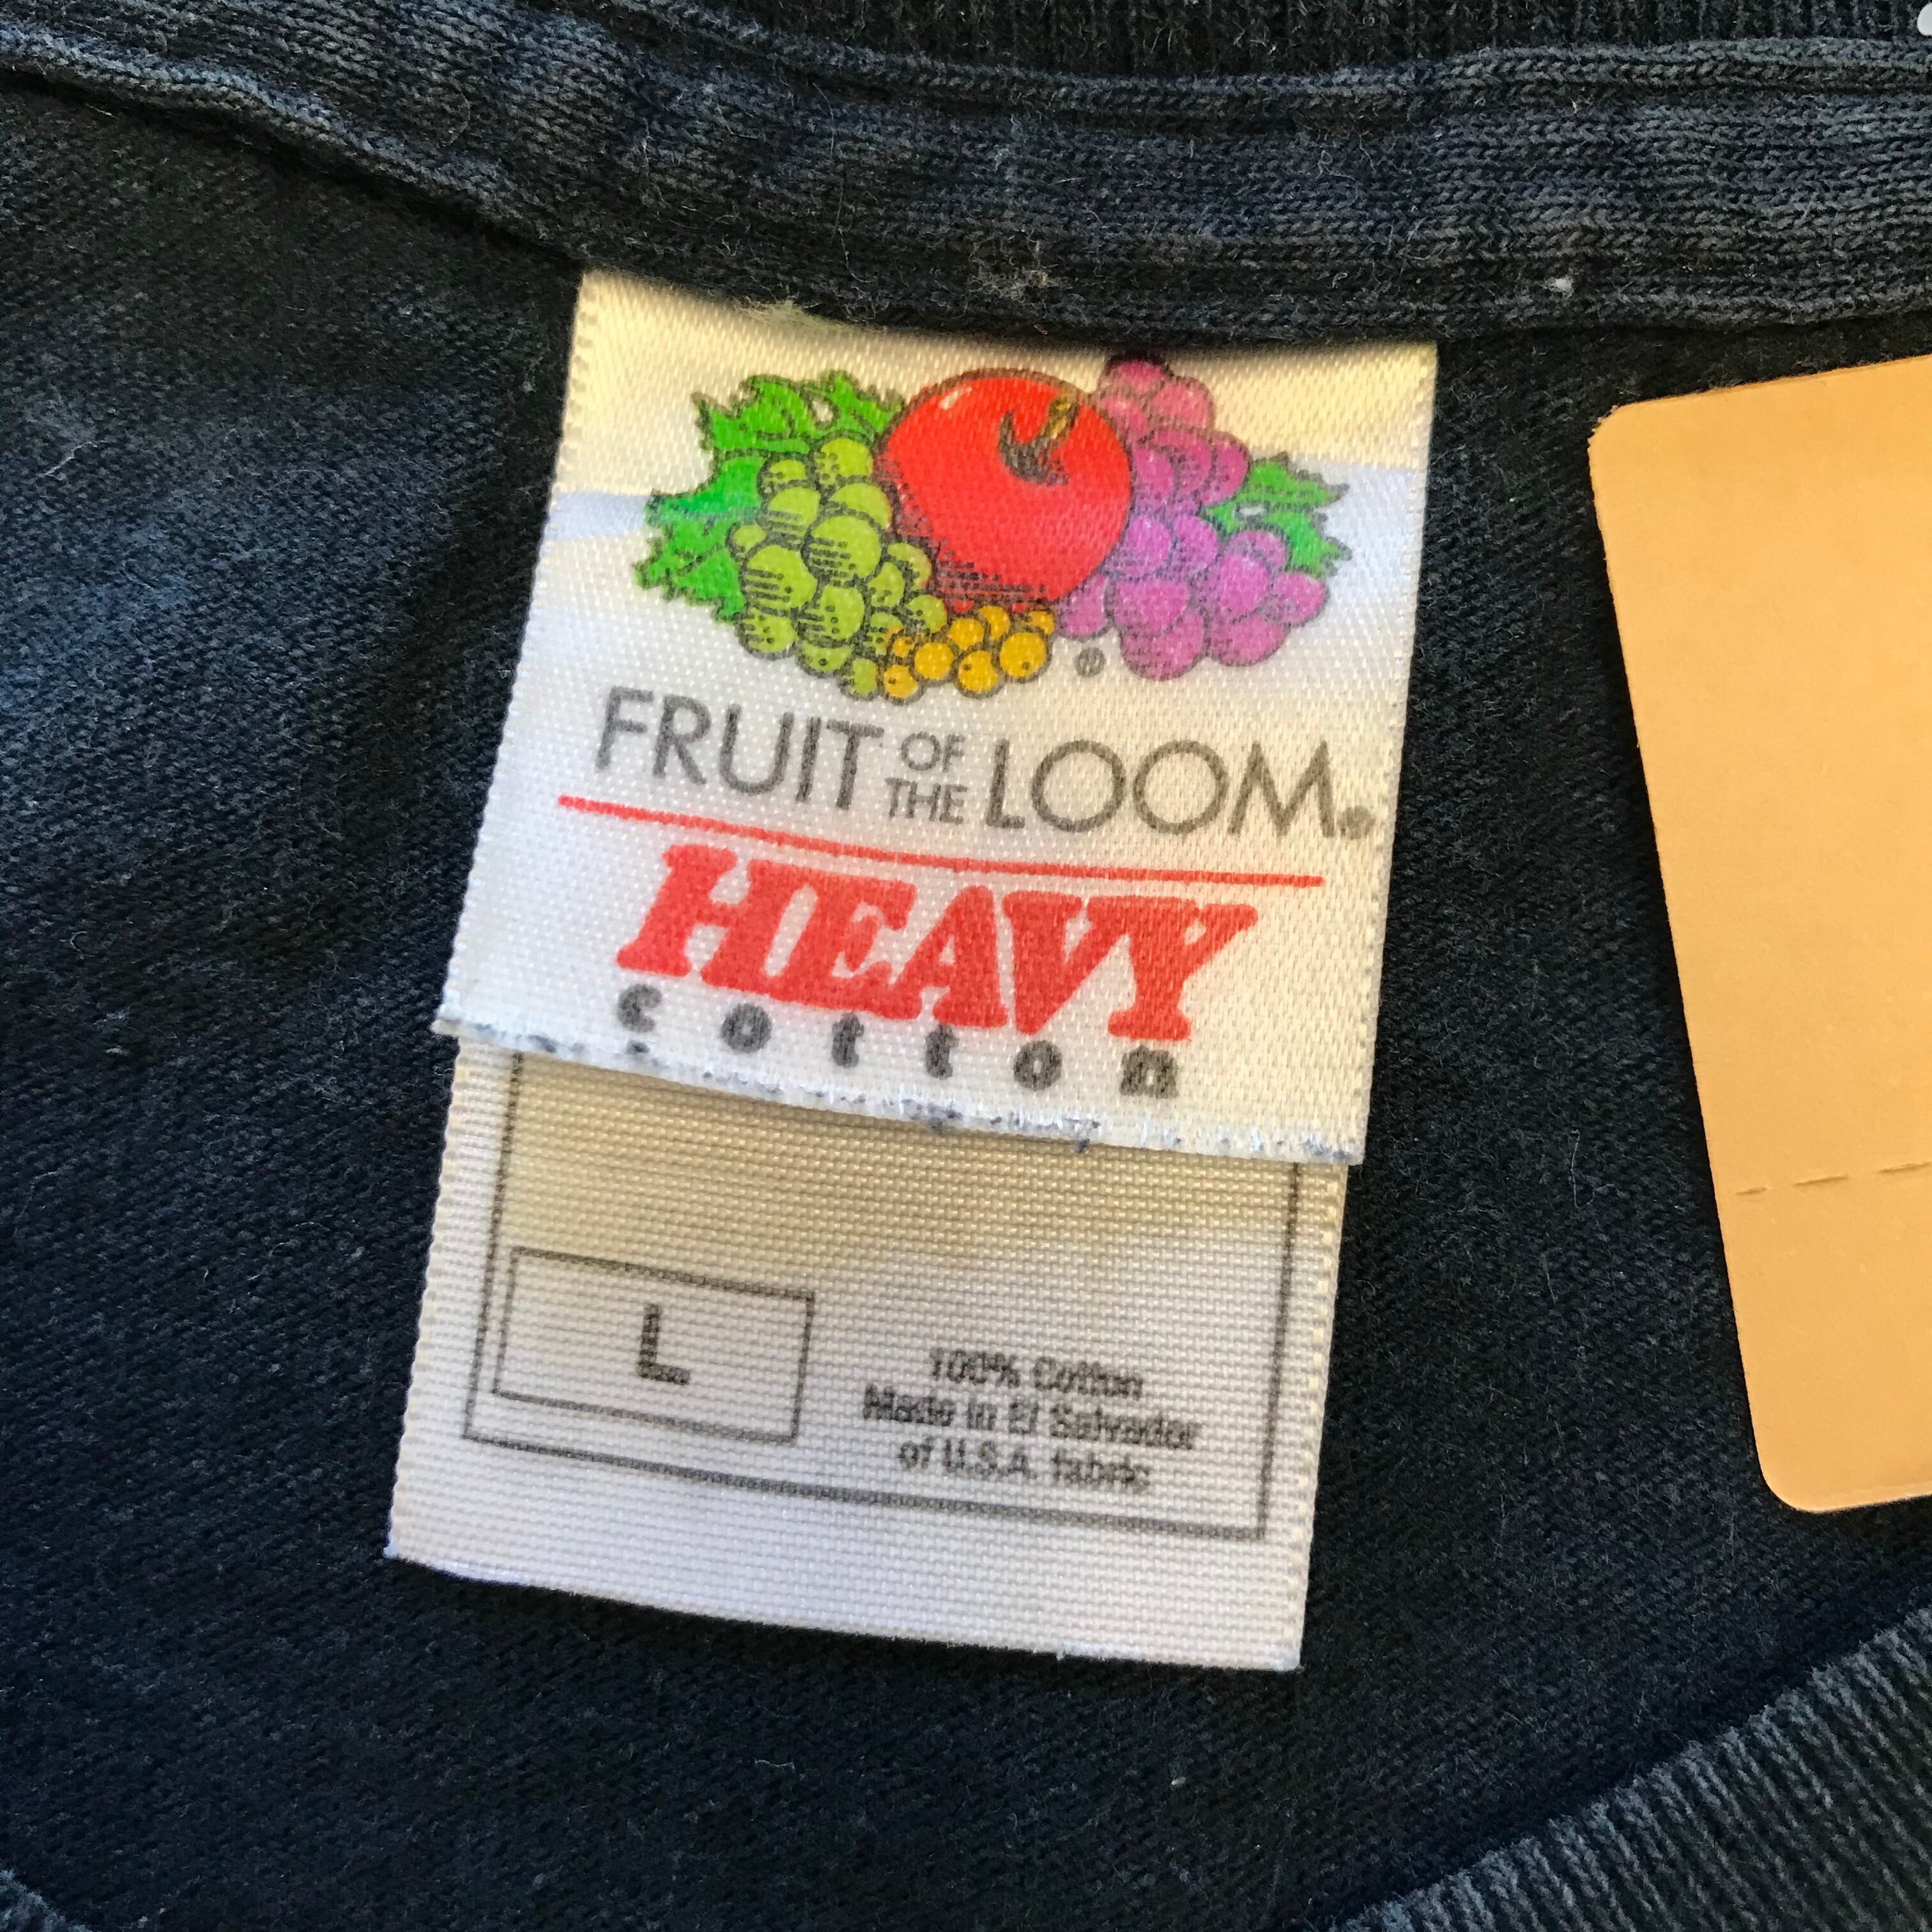 ®
FRUIT OF THE LOOM®
HEAVY
cotton
L
100% Cotton
Made in El Salvador
of U.S.A. fabric